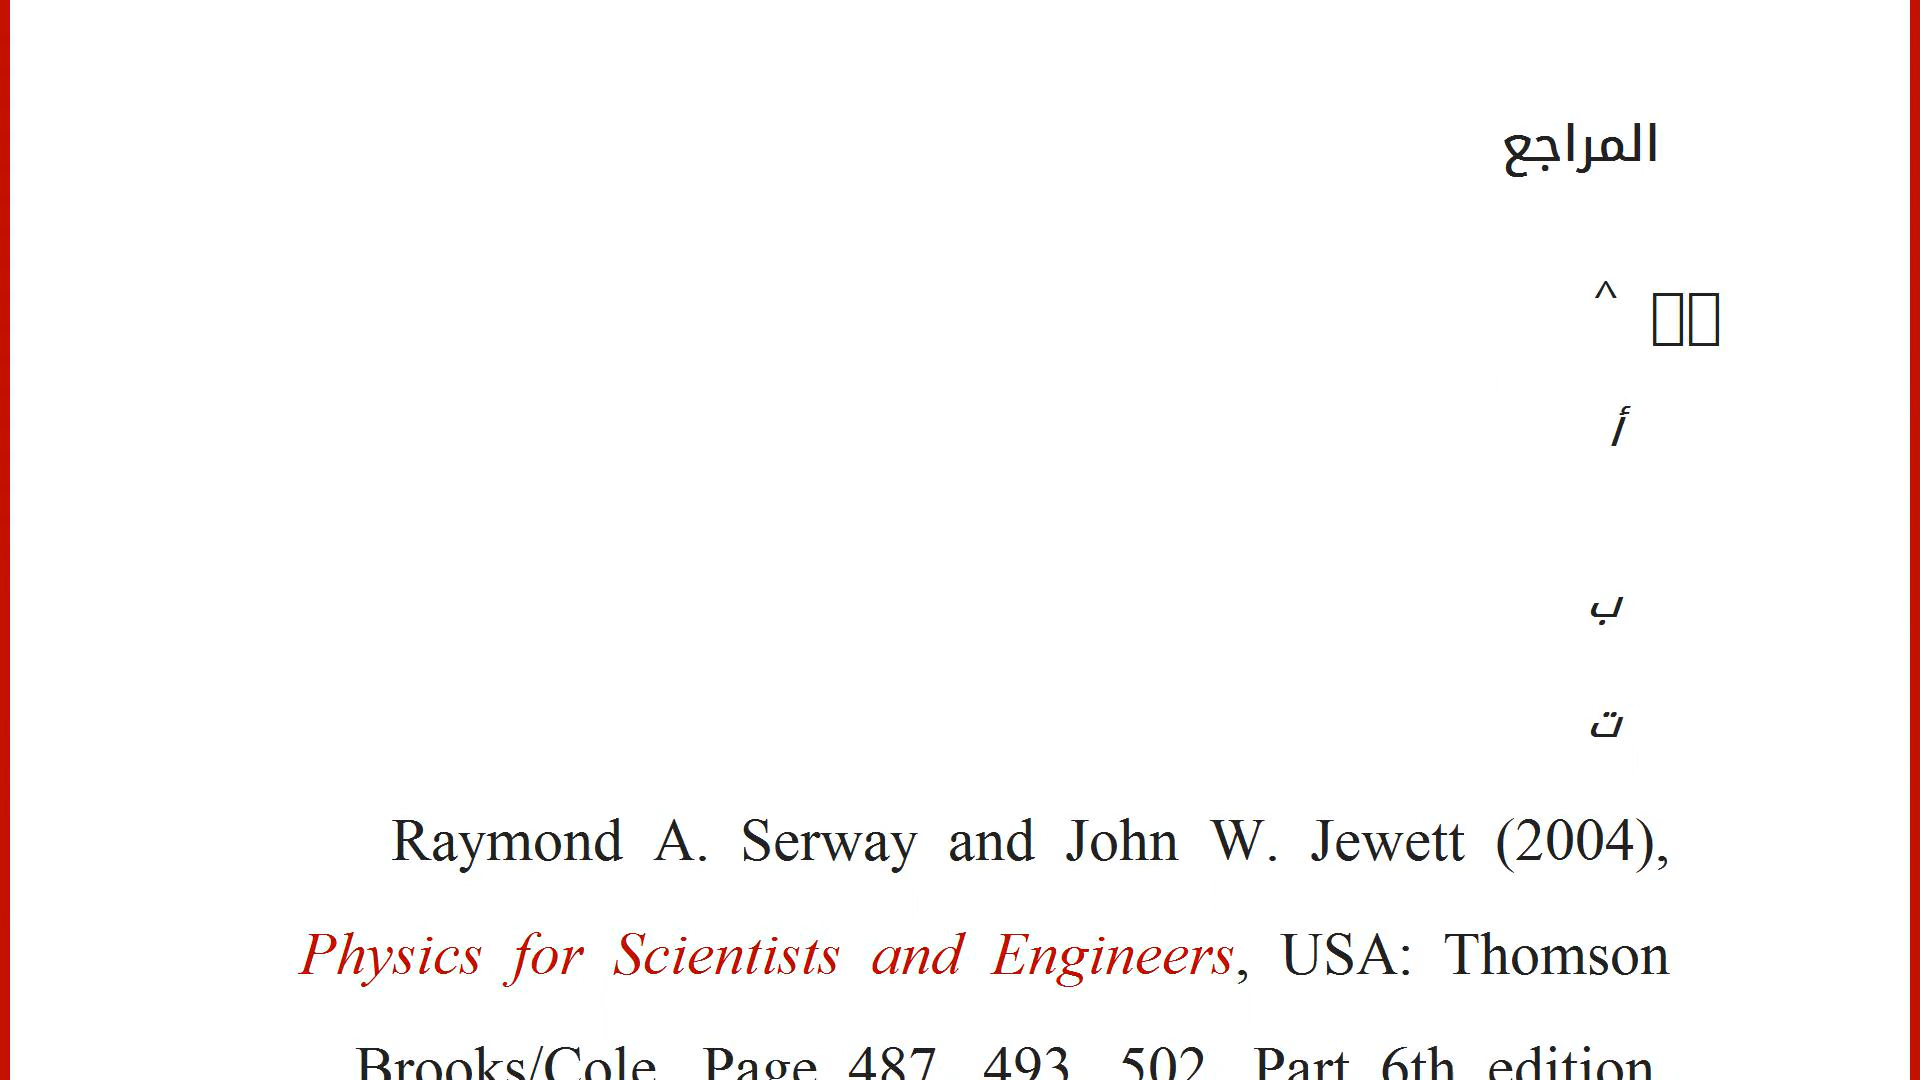 المراجع
^
أ
ب
ت
Raymond A. Serway and John W. Jewett (2004),
Physics for Scientists and Engineers, USA: Thomson
Brooks/Cole, Page 487, 493, 502, Part 6th edition